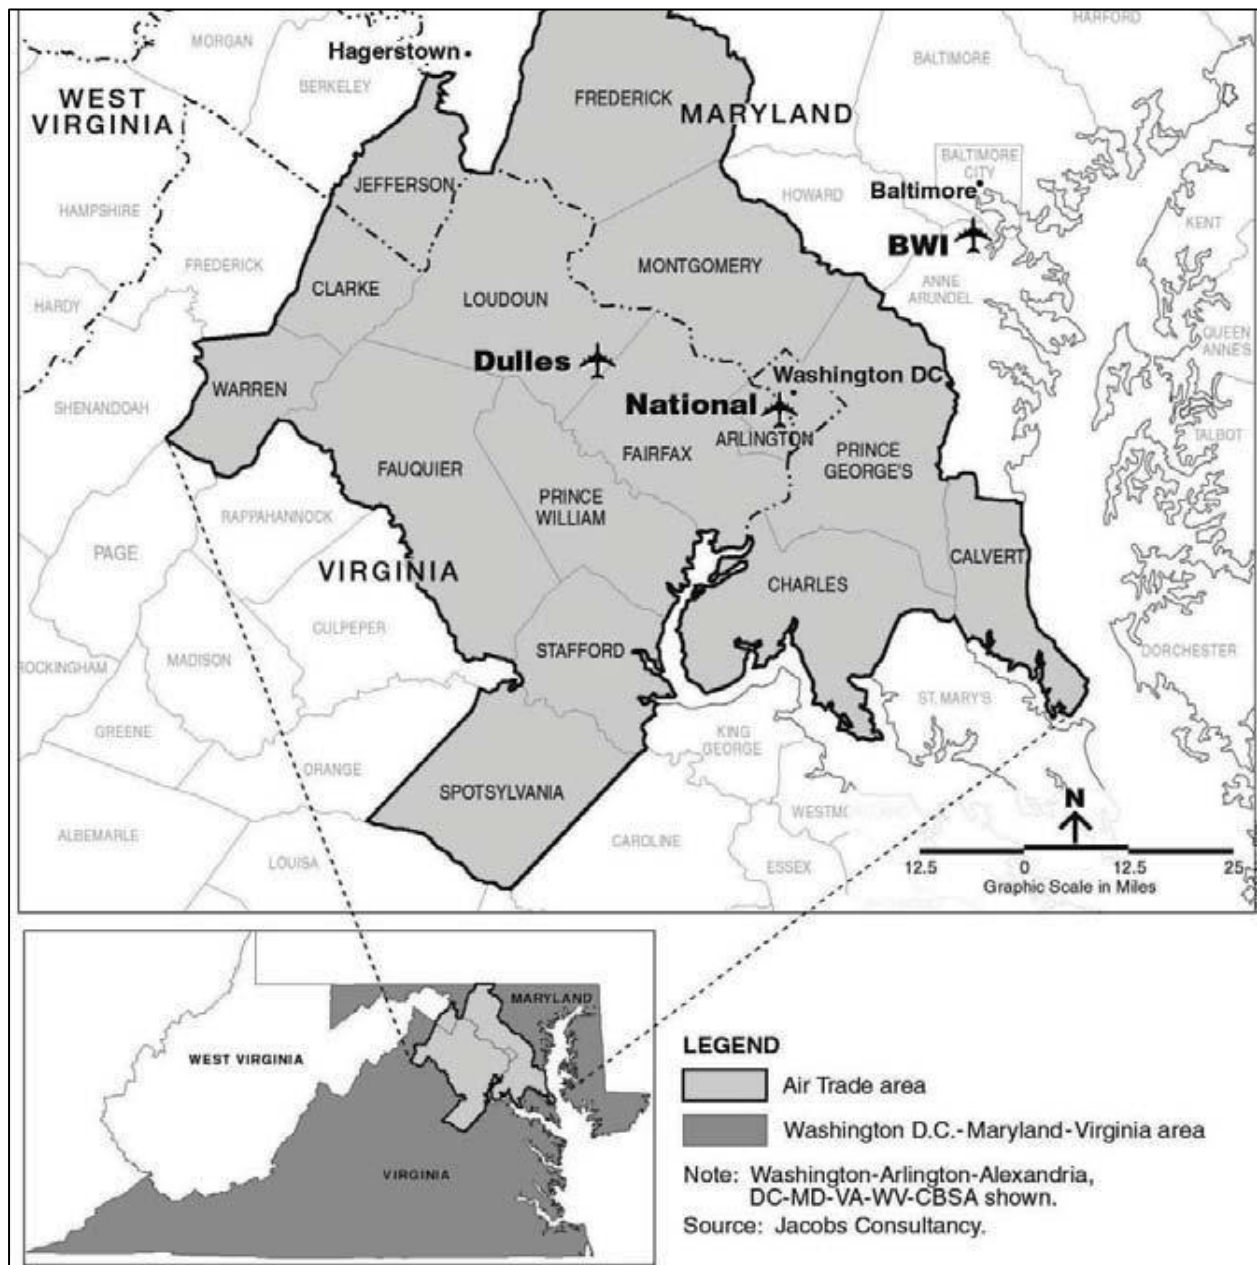 HARFORD
MORGAN
Hagerstown
BALTIMORE
BERKELEY
WEST
VIRGINIA
FREDERICK
MARYLAND
BALTIMORE
CITY
JEFFERSON
Baltimore
HOWARD
HAMPSHIRE
KENT
BWI
FREDERICK
MONTGOMERY
CLARKE
LOUDOUN
ANNE
ARUNDEL
HARDY
QUEEN
ANNE'S
Dulles
Washington DC
WARREN
National
SHENANDOAH
ARLINGTON
TALBOT
FAIRFAX
PRINCE
GEORGE'S
FAUQUIER
PRINCE
WILLIAM
RAPPAHANNOCK
PAGE
CALVERT
VIRGINIA
CHARLES
CULPEPER
STAFFORD
DORCHESTER
ROCKINGHAM
MADISON
ST. MARY'S
GREENE
KING
GEORGE
ORANGE
SPOTSYLVANIA
N
WESTMO
ALBEMARLE
CAROLINE
LOUISA
ESSEX
12.5 0 12.5 25
Graphic Scale in Miles
MARYLAND
WEST VIRGINIA
VIRGINIA
LEGEND
Air Trade area
Washington D.C.-Maryland-Virginia area
Note: Washington-Arlington-Alexandria,
DC-MD-VA-WV-CBSA shown.
Source: Jacobs Consultancy.